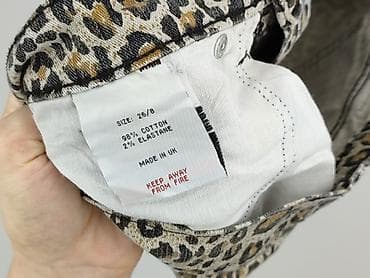 SIZE: 26/8
98% COTTON
2% ELASTANE
MADE IN UK
KEEP AWAY
FROM FIRE